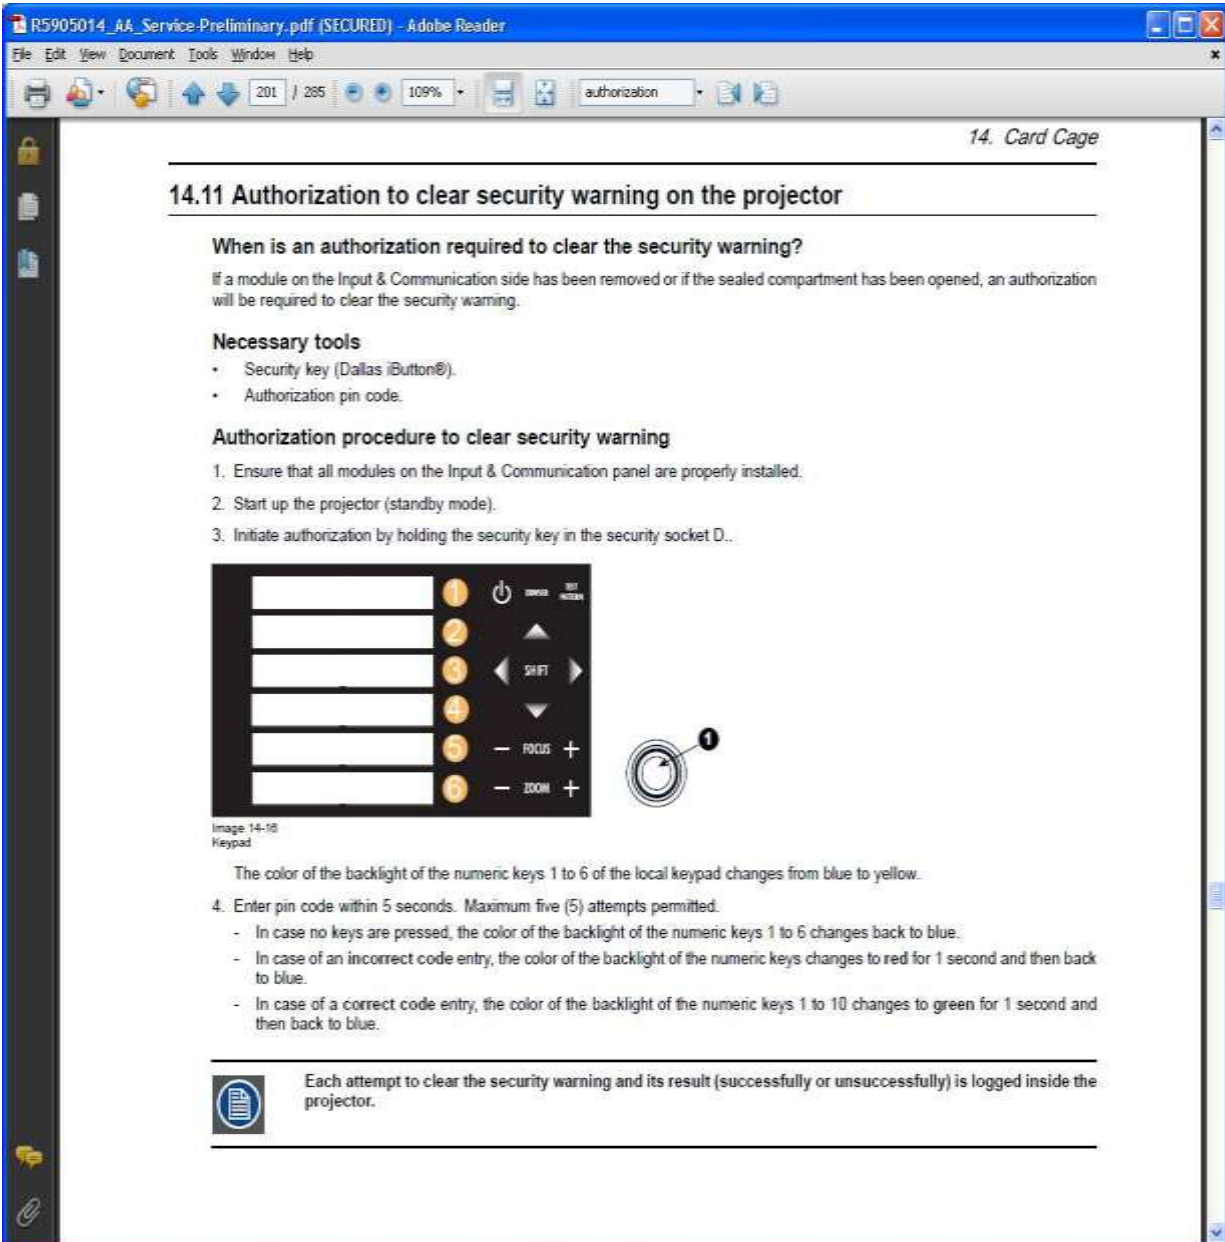 R5905014_AA_Service-Preliminary.pdf (SECURED) - Adobe Reader
File Edit View Document Tools Window Help
201 / 285 109% authorization
14. Card Cage
14.11 Authorization to clear security warning on the projector
When is an authorization required to clear the security warning?
If a module on the Input & Communication side has been removed or if the sealed compartment has been opened, an authorization
will be required to clear the security warning.
Necessary tools
• Security key (Dallas iButton®).
• Authorization pin code.
Authorization procedure to clear security warning
1. Ensure that all modules on the Input & Communication panel are properly installed.
2. Start up the projector (standby mode).
3. Initiate authorization by holding the security key in the security socket D..
1 DOWSER TEST PATTERN
2
3 SHIFT
4
5 − FOCUS +
6 − ZOOM +
1
Image 14-16
Keypad
The color of the backlight of the numeric keys 1 to 6 of the local keypad changes from blue to yellow.
4. Enter pin code within 5 seconds. Maximum five (5) attempts permitted.
- In case no keys are pressed, the color of the backlight of the numeric keys 1 to 6 changes back to blue.
- In case of an incorrect code entry, the color of the backlight of the numeric keys changes to red for 1 second and then back
to blue.
- In case of a correct code entry, the color of the backlight of the numeric keys 1 to 10 changes to green for 1 second and
then back to blue.
Each attempt to clear the security warning and its result (successfully or unsuccessfully) is logged inside the
projector.